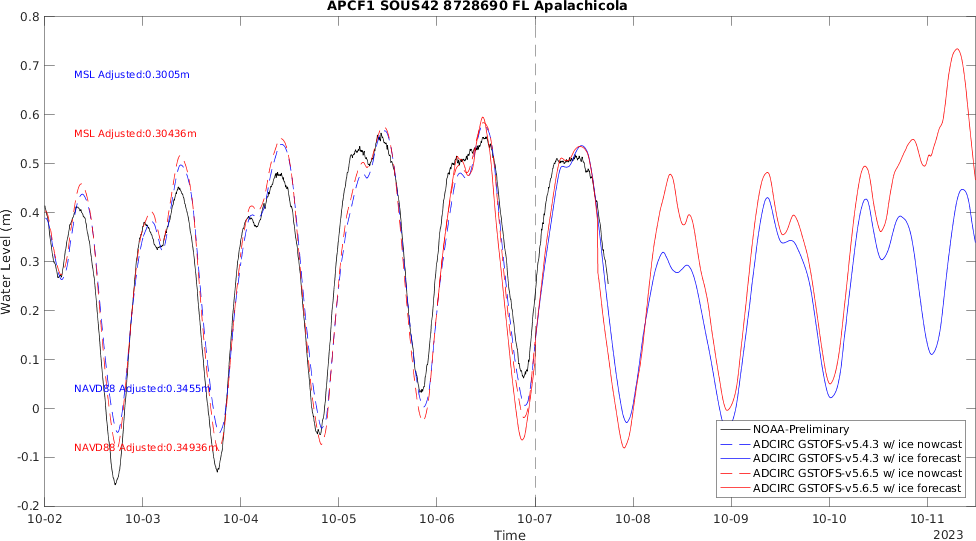 APCF1 SOUS42 8728690 FL Apalachicola
0.8
0.7
0.6
0.5
0.4
0.3
0.2
0.1
0
-0.1
-0.2
Water Level (m)
MSL Adjusted:0.3005m
MSL Adjusted:0.30436m
NAVD88 Adjusted:0.3455m
NAVD88 Adjusted:0.34936m
NOAA-Preliminary
ADCIRC GSTOFS-v5.4.3 w/ ice nowcast
ADCIRC GSTOFS-v5.4.3 w/ ice forecast
ADCIRC GSTOFS-v5.6.5 w/ ice nowcast
ADCIRC GSTOFS-v5.6.5 w/ ice forecast
10-02 10-03 10-04 10-05 10-06 10-07 10-08 10-09 10-10 10-11
Time
2023